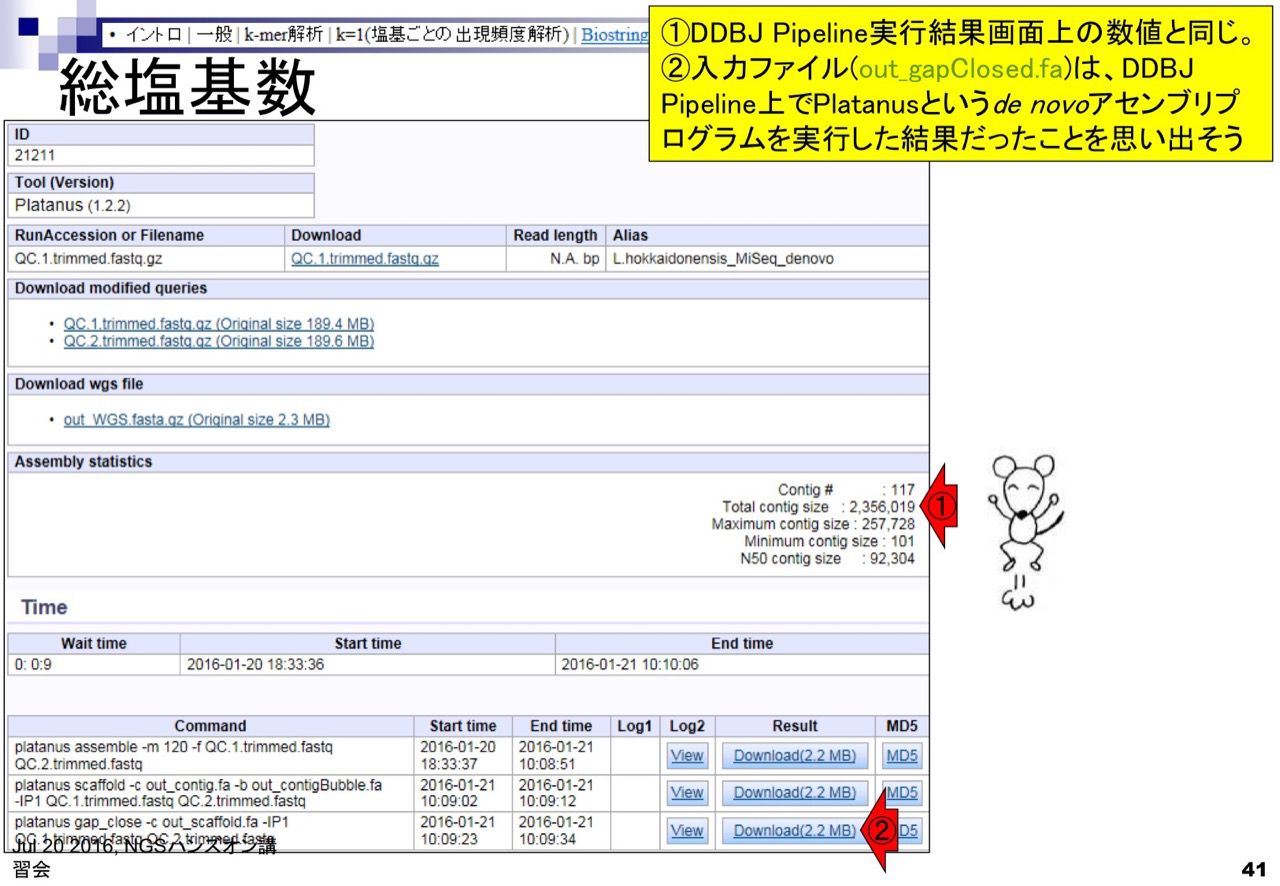 • イントロ | 一般 | k-mer解析 | k=1(塩基ごとの出現頻度解析) | Biostring
①DDBJ Pipeline実行結果画面上の数値と同じ。
②入力ファイル(out_gapClosed.fa)は、DDBJ
Pipeline上でPlatanusというde novoアセンブリプ
ログラムを実行した結果だったことを思い出そう
総塩基数
ID
21211
Tool (Version)
Platanus (1.2.2)
RunAccession or Filename Download Read length Alias
QC.1.trimmed.fastq.gz QC.1.trimmed.fastq.gz N.A. bp L.hokkaidonensis_MiSeq_denovo
Download modified queries
• QC.1.trimmed.fastq.gz (Original size 189.4 MB)
• QC.2.trimmed.fastq.gz (Original size 189.6 MB)
Download wgs file
• out_WGS.fasta.gz (Original size 2.3 MB)
Assembly statistics
Contig # : 117
Total contig size : 2,356,019
①
Maximum contig size : 257,728
Minimum contig size : 101
N50 contig size : 92,304
Time
Wait time Start time End time
0: 0:9 2016-01-20 18:33:36 2016-01-21 10:10:06
Command Start time End time Log1 Log2 Result MD5
platanus assemble -m 120 -f QC.1.trimmed.fastq
QC.2.trimmed.fastq
2016-01-20
18:33:37
2016-01-21
10:08:51
View Download(2.2 MB) MD5
platanus scaffold -c out_contig.fa -b out_contigBubble.fa
-IP1 QC.1.trimmed.fastq QC.2.trimmed.fastq
2016-01-21
10:09:02
2016-01-21
10:09:12
View Download(2.2 MB) MD5
platanus gap_close -c out_scaffold.fa -IP1
QC.1.trimmed.fastq QC.2.trimmed.fastq
2016-01-21
10:09:23
2016-01-21
10:09:34
View Download(2.2 MB) ② D5
Jul 20 2016, NGSハンズオン講
習会
41